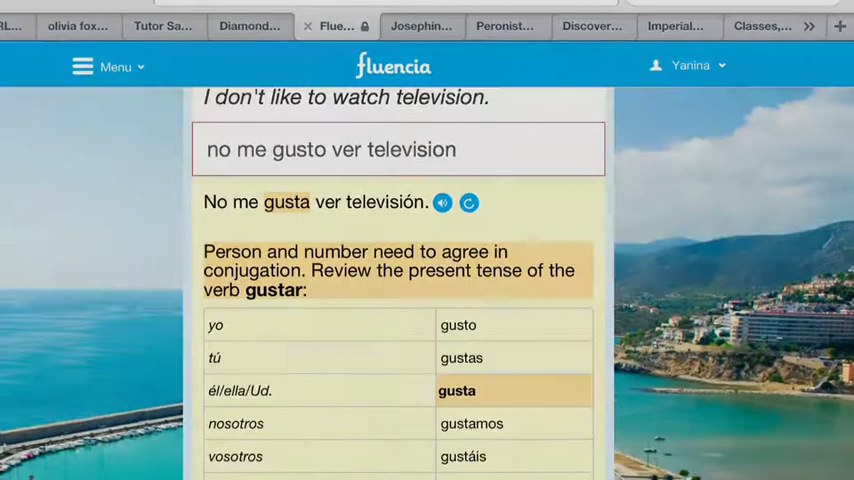 RL...
olivia fox...
Tutor Sa...
Diamond...
Flue...
Josephin...
Peronist...
Discover...
Imperial...
Classes,...
Menu
fluencia
Yanina
I don't like to watch television.
no me gusto ver television
No me gusta ver televisión.
Person and number need to agree in
conjugation. Review the present tense of the
verb gustar:
yo gusto
tú gustas
él/ella/Ud. gusta
nosotros gustamos
vosotros gustáis